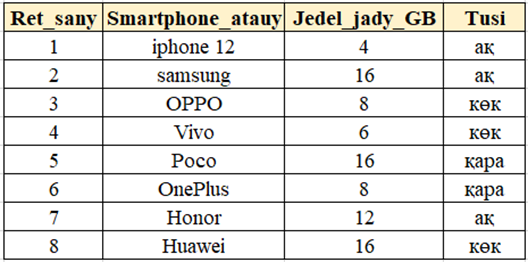 Ret_sany Smartphone_atauy Jedel_jady_GB Tusi
1 iphone 12 4 ақ
2 samsung 16 ақ
3 OPPO 8 көк
4 Vivo 6 көк
5 Poco 16 қара
6 OnePlus 8 қара
7 Honor 12 ақ
8 Huawei 16 көк